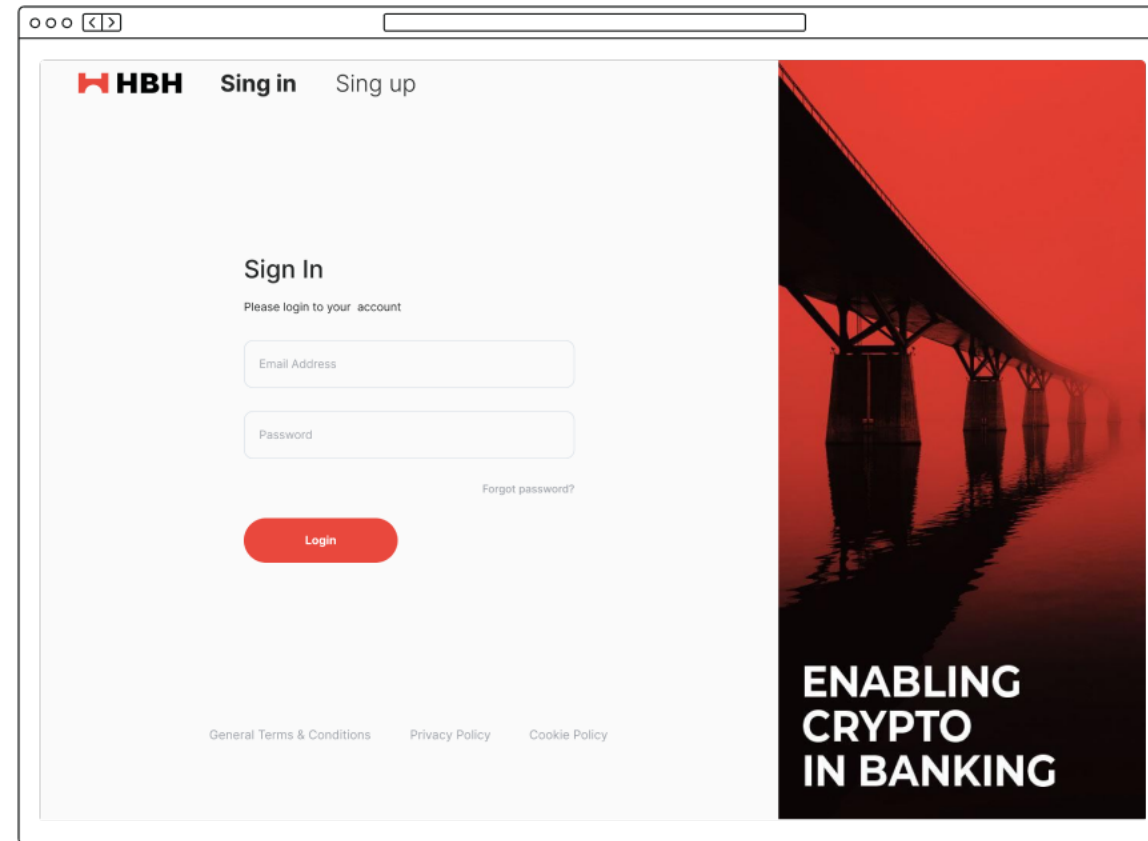 HBH Sing in Sing up
Sign In
Please login to your account
Email Address
Password
Forgot password?
Login
General Terms & Conditions Privacy Policy Cookie Policy
ENABLING
CRYPTO
IN BANKING